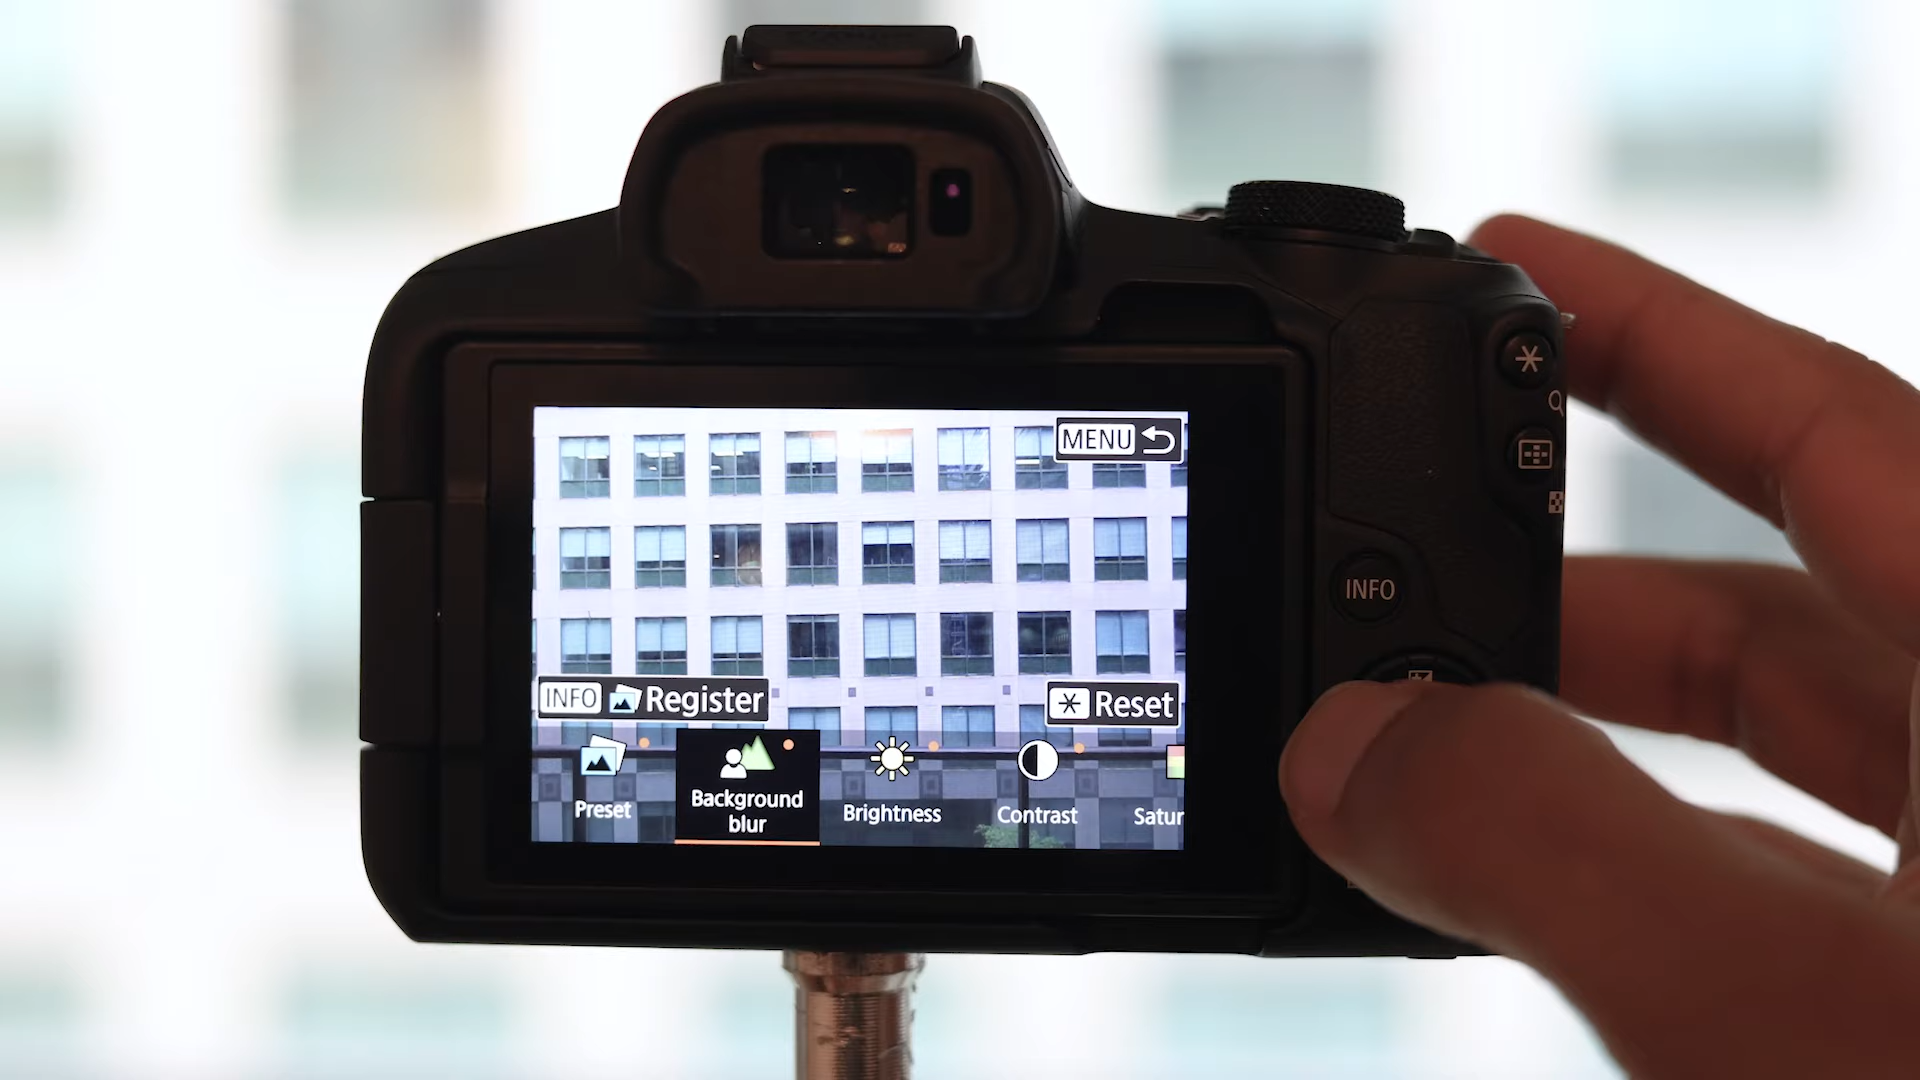 MENU
INFO Register
Reset
Preset
Background
blur
Brightness
Contrast
Satur
INFO